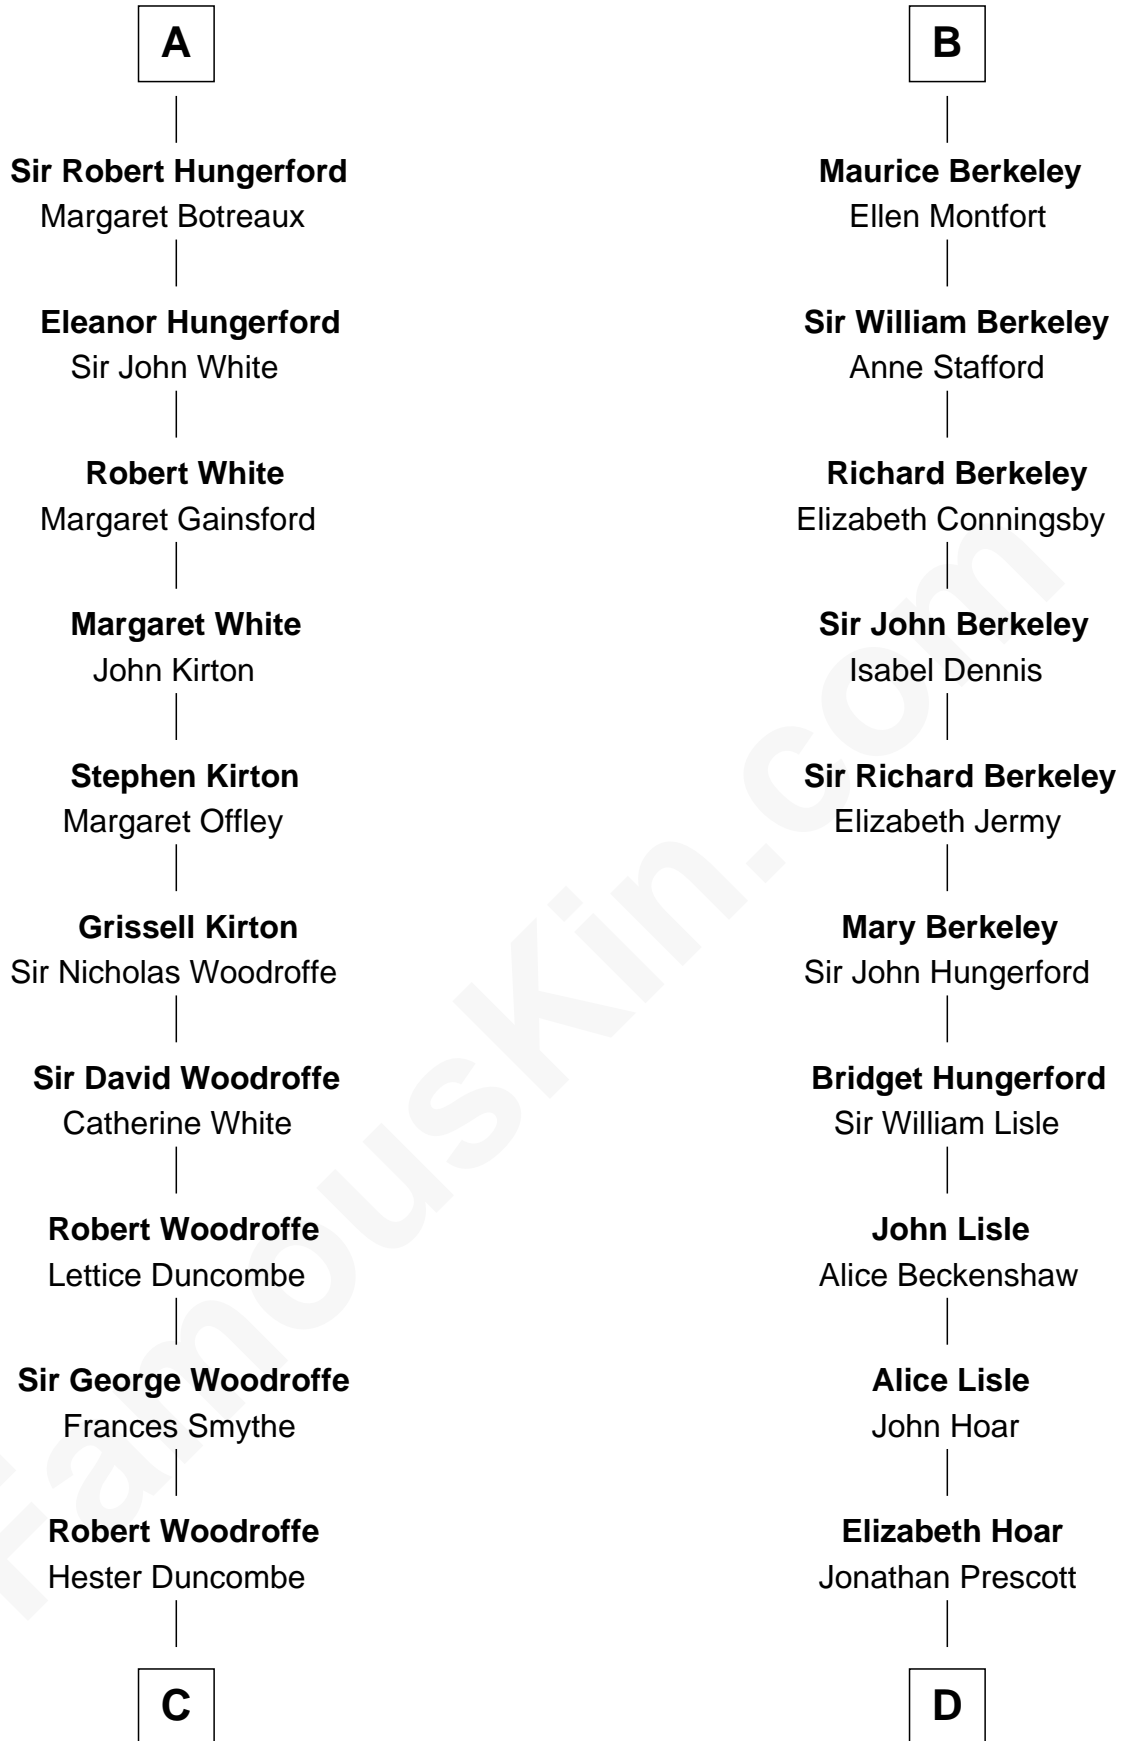 A
Sir Robert Hungerford
Margaret Botreaux
Eleanor Hungerford
Sir John White
Robert White
Margaret Gainsford
Margaret White
John Kirton
Stephen Kirton
Margaret Offley
Grissell Kirton
Sir Nicholas Woodroffe
Sir David Woodroffe
Catherine White
Robert Woodroffe
Lettice Duncombe
Sir George Woodroffe
Frances Smythe
Robert Woodroffe
Hester Duncombe
C
B
Maurice Berkeley
Ellen Montfort
Sir William Berkeley
Anne Stafford
Richard Berkeley
Elizabeth Conningsby
Sir John Berkeley
Isabel Dennis
Sir Richard Berkeley
Elizabeth Jermy
Mary Berkeley
Sir John Hungerford
Bridget Hungerford
Sir William Lisle
John Lisle
Alice Beckenshaw
Alice Lisle
John Hoar
Elizabeth Hoar
Jonathan Prescott
D
FamousKin.com